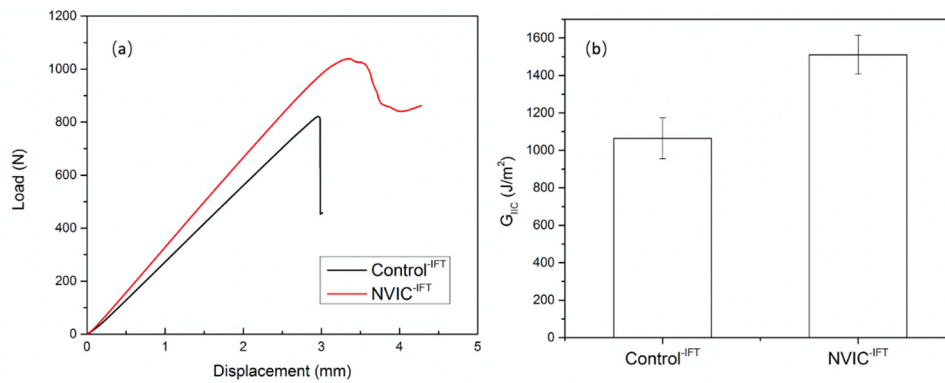 (a)
1200
1000
800
600
400
200
0
Load (N)
0 1 2 3 4 5
Displacement (mm)
Control-IFT
NVIC-IFT
(b)
1600
1400
1200
1000
800
600
400
200
0
GIIC (J/m²)
Control-IFT NVIC-IFT